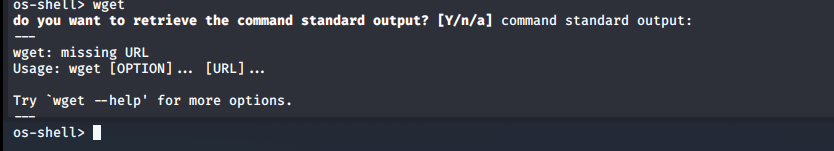 os-shell> wget
do you want to retrieve the command standard output? [Y/n/a] command standard output:
---
wget: missing URL
Usage: wget [OPTION]... [URL]...
Try `wget --help' for more options.
---
os-shell>